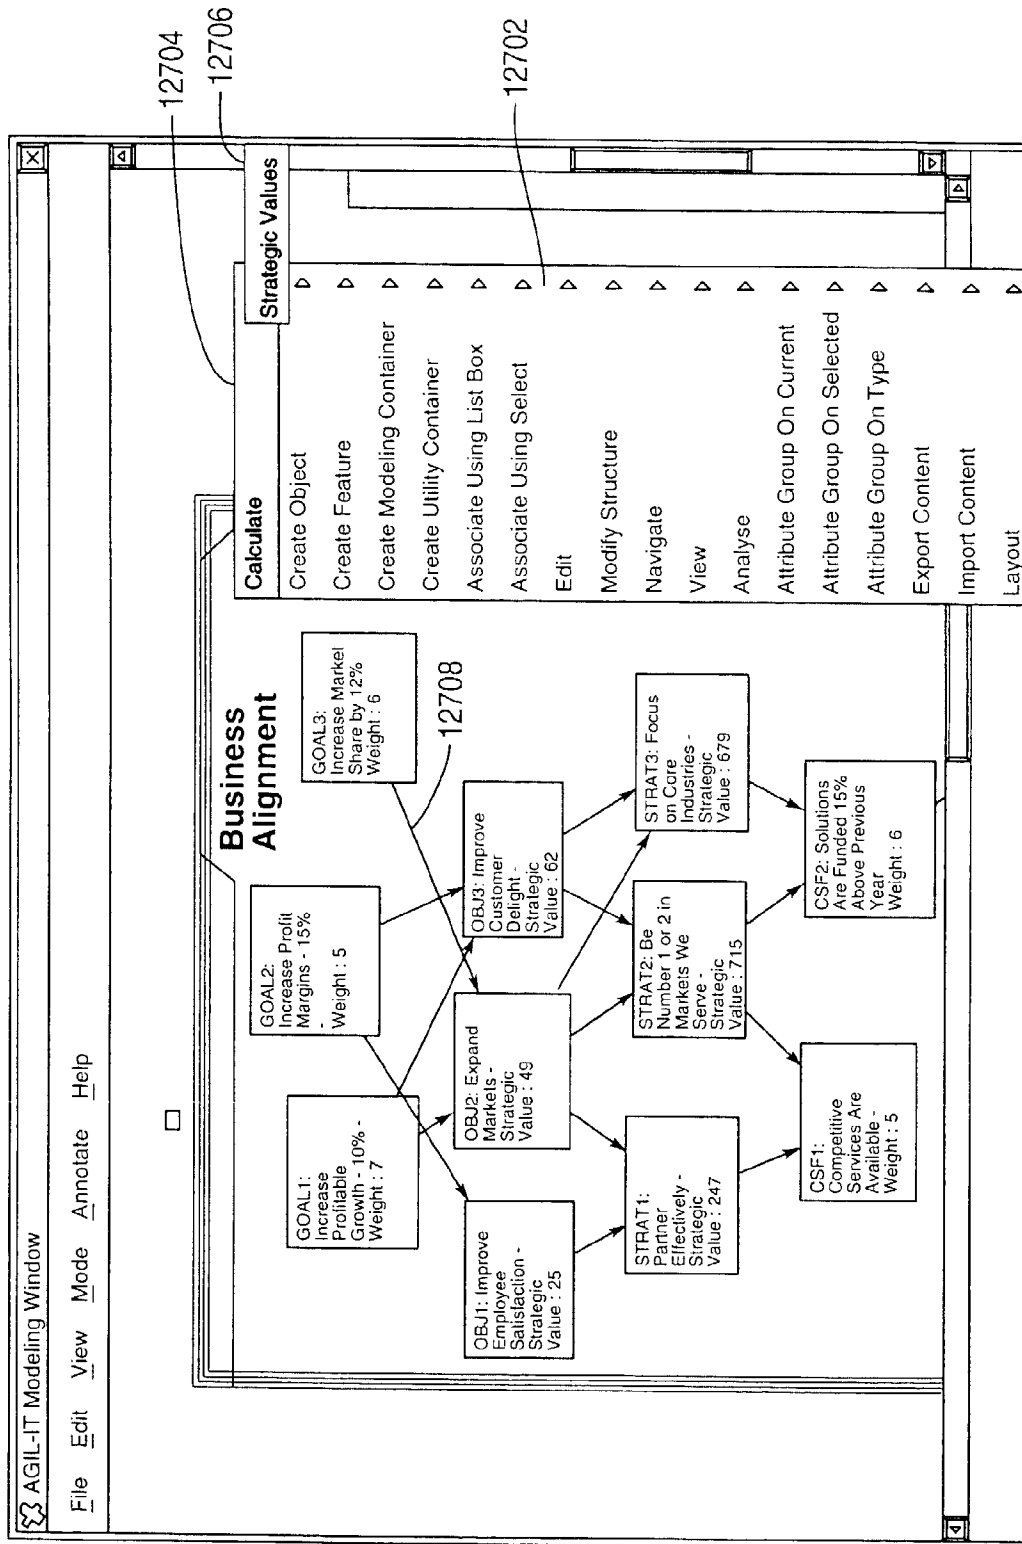 AGIL-IT Modeling Window
File Edit View Mode Annotate Help
Business
Alignment
GOAL1:
Increase
Profitable
Growth - 10% -
Weight : 7
GOAL2:
Increase Profit
Margins - 15%
- Weight : 5
GOAL3:
Increase Market
Share by 12%
Weight : 6
OBJ1: Improve
Employee
Satisfaction -
Strategic
Value : 25
OBJ2: Expand
Markets -
Strategic
Value : 49
OBJ3: Improve
Customer
Delight -
Strategic
Value : 62
STRAT1:
Partner
Effectively -
Strategic
Value : 247
STRAT2: Be
Number 1 or 2 in
Markets We
Serve -
Strategic
Value : 715
STRAT3: Focus
on Core
Industries -
Strategic
Value : 679
CSF1:
Competitive
Services Are
Available -
Weight : 5
CSF2: Solutions
Are Funded 15%
Above Previous
Year
Weight : 6
Calculate
Strategic Values
Create Object
Create Feature
Create Modeling Container
Create Utility Container
Associate Using List Box
Associate Using Select
Edit
Modify Structure
Navigate
View
Analyse
Attribute Group On Current
Attribute Group On Selected
Attribute Group On Type
Export Content
Import Content
Layout
12704
12706
12702
12708